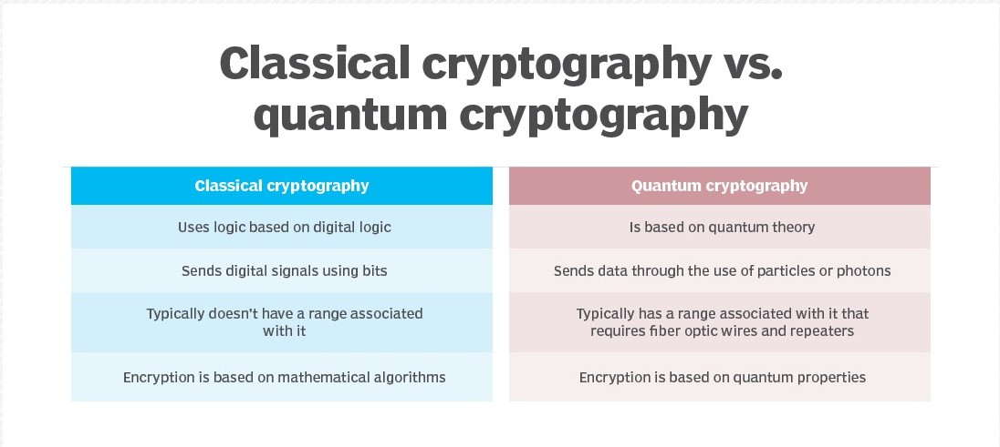 Classical cryptography vs.
quantum cryptography
Classical cryptography
Quantum cryptography
Uses logic based on digital logic
Is based on quantum theory
Sends digital signals using bits
Sends data through the use of particles or photons
Typically doesn’t have a range associated
with it
Typically has a range associated with it that
requires fiber optic wires and repeaters
Encryption is based on mathematical algorithms
Encryption is based on quantum properties